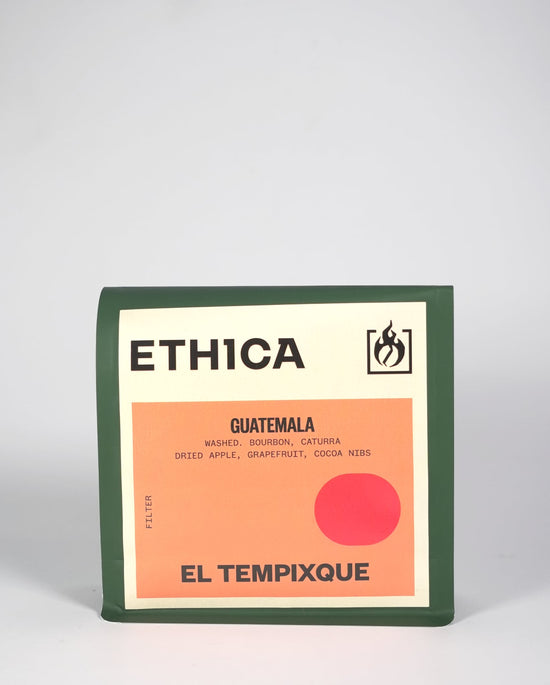 ETHICA
GUATEMALA
WASHED. BOURBON, CATURRA
DRIED APPLE, GRAPEFRUIT, COCOA NIBS
FILTER
EL TEMPIXQUE